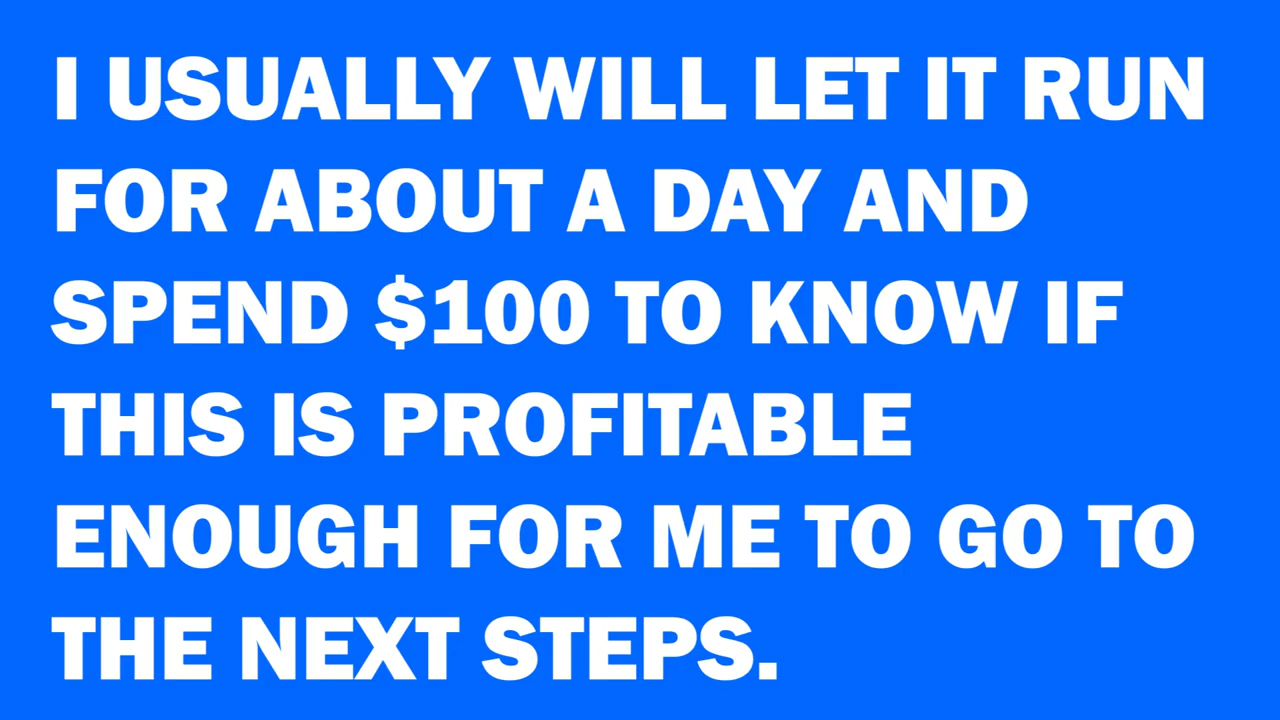 I USUALLY WILL LET IT RUN
FOR ABOUT A DAY AND
SPEND $100 TO KNOW IF
THIS IS PROFITABLE
ENOUGH FOR ME TO GO TO
THE NEXT STEPS.